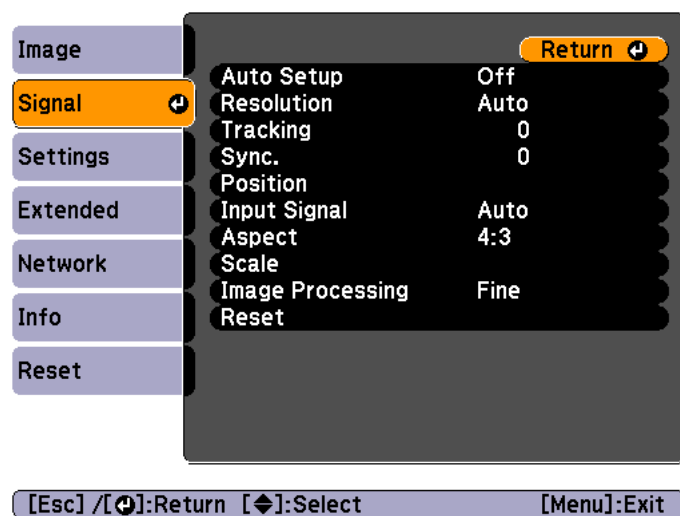 Image
Signal
Settings
Extended
Network
Info
Reset
Return
Auto Setup Off
Resolution Auto
Tracking 0
Sync. 0
Position
Input Signal Auto
Aspect 4:3
Scale
Image Processing Fine
Reset
[Esc] /[⏎]:Return [◆]:Select [Menu]:Exit